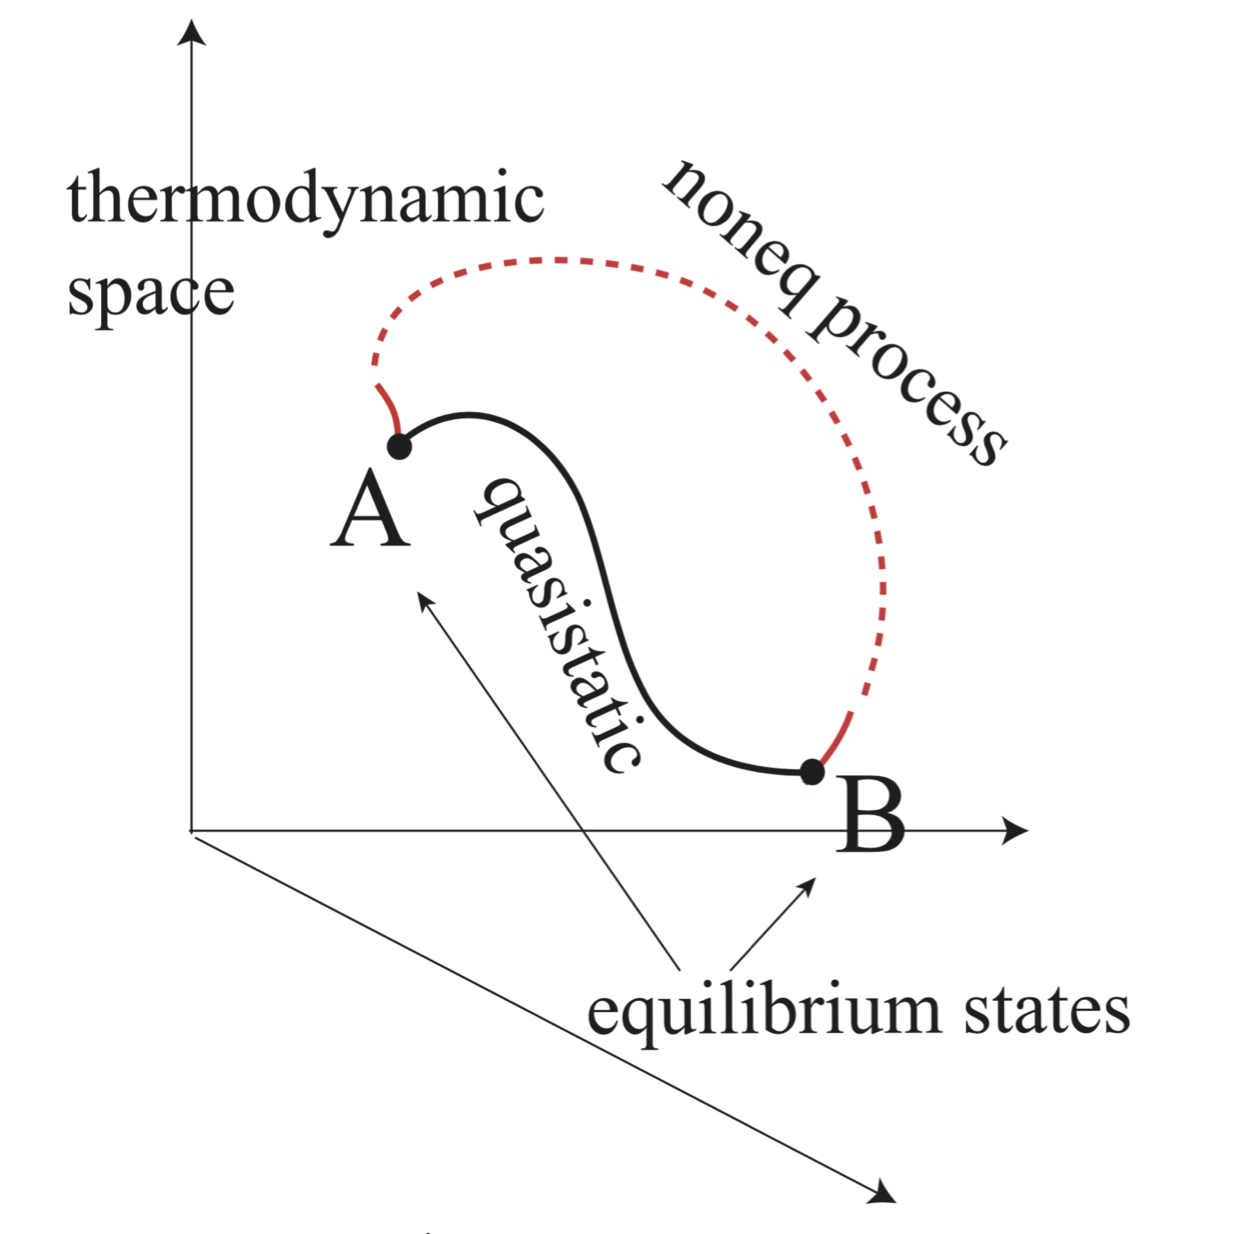 thermodynamic
space
noneq process
A
quasistatic
B
equilibrium states